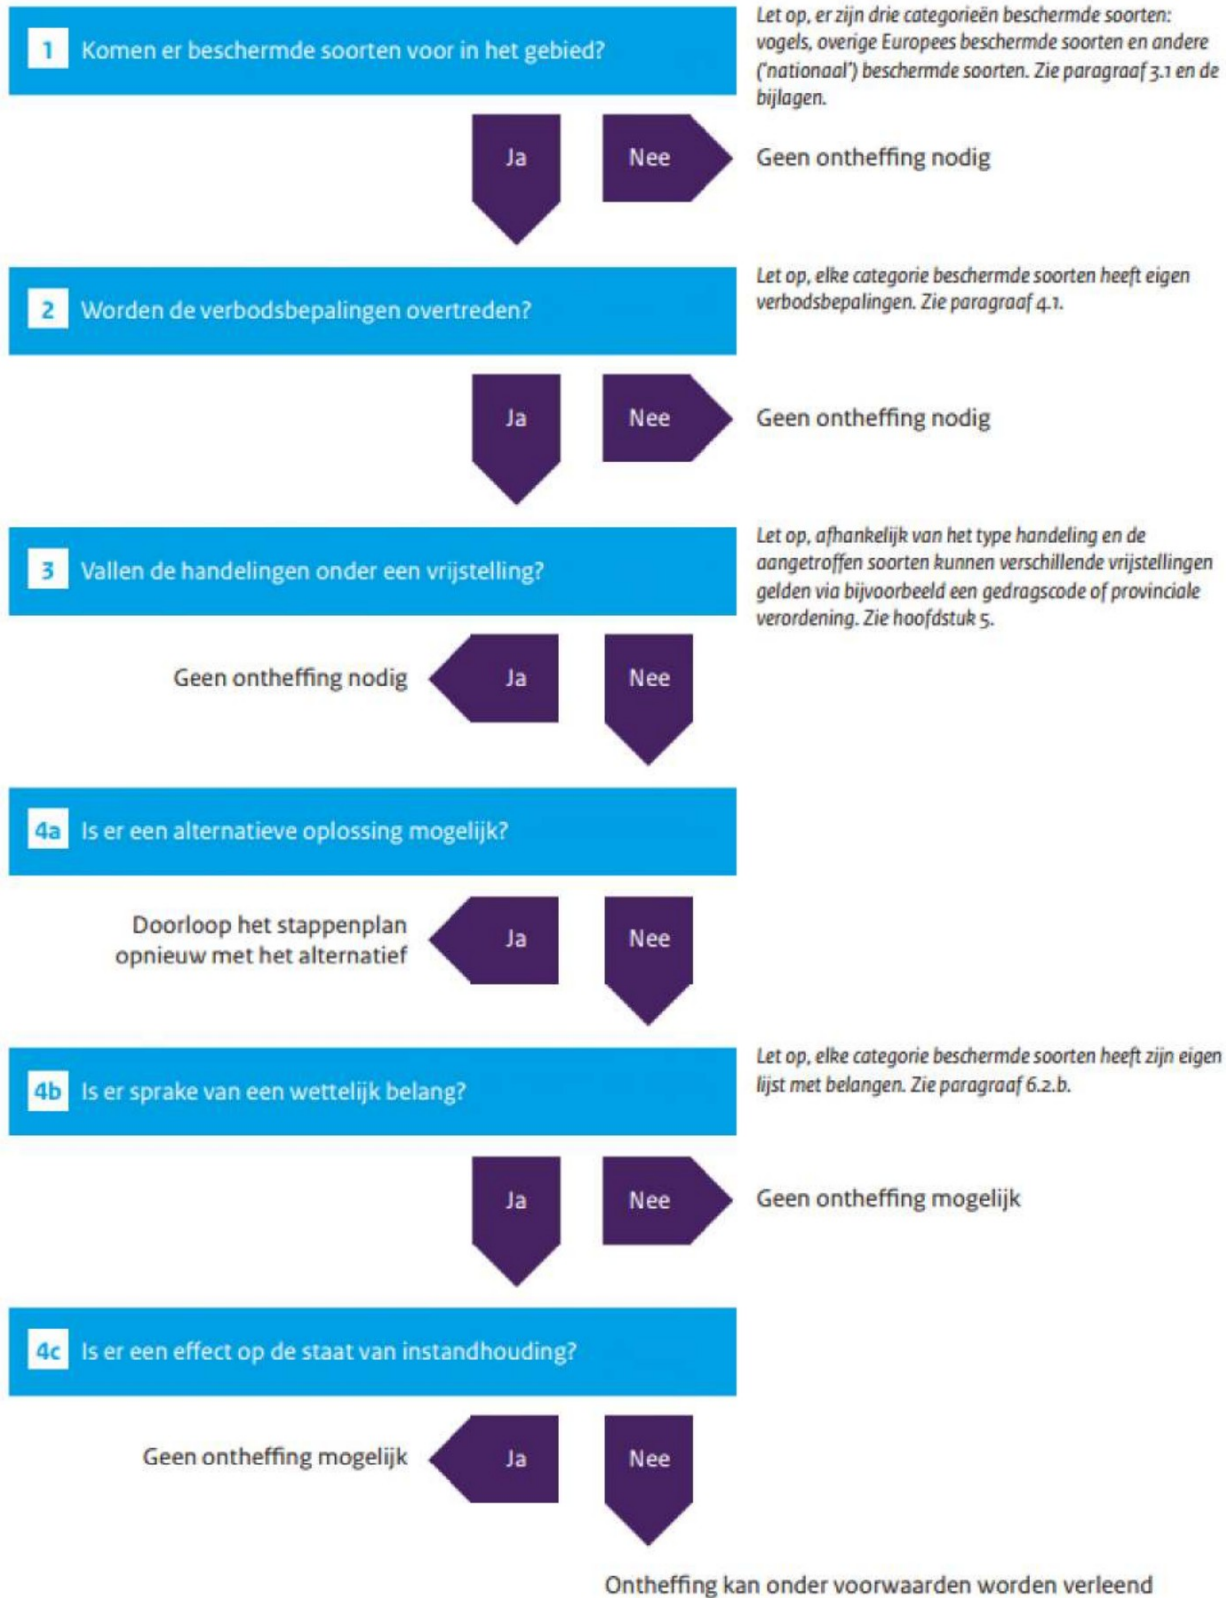 1 Komen er beschermde soorten voor in het gebied?
Let op, er zijn drie categorieën beschermde soorten:
vogels, overige Europees beschermde soorten en andere
('nationaal') beschermde soorten. Zie paragraaf 3.1 en de
bijlagen.
Ja
Nee
Geen ontheffing nodig
2 Worden de verbodsbepalingen overtreden?
Let op, elke categorie beschermde soorten heeft eigen
verbodsbepalingen. Zie paragraaf 4.1.
Ja
Nee
Geen ontheffing nodig
3 Vallen de handelingen onder een vrijstelling?
Let op, afhankelijk van het type handeling en de
aangetroffen soorten kunnen verschillende vrijstellingen
gelden via bijvoorbeeld een gedragscode of provinciale
verordening. Zie hoofdstuk 5.
Geen ontheffing nodig
Ja
Nee
4a Is er een alternatieve oplossing mogelijk?
Doorloop het stappenplan
opnieuw met het alternatief
Ja
Nee
4b Is er sprake van een wettelijk belang?
Let op, elke categorie beschermde soorten heeft zijn eigen
lijst met belangen. Zie paragraaf 6.2.b.
Ja
Nee
Geen ontheffing mogelijk
4c Is er een effect op de staat van instandhouding?
Geen ontheffing mogelijk
Ja
Nee
Ontheffing kan onder voorwaarden worden verleend